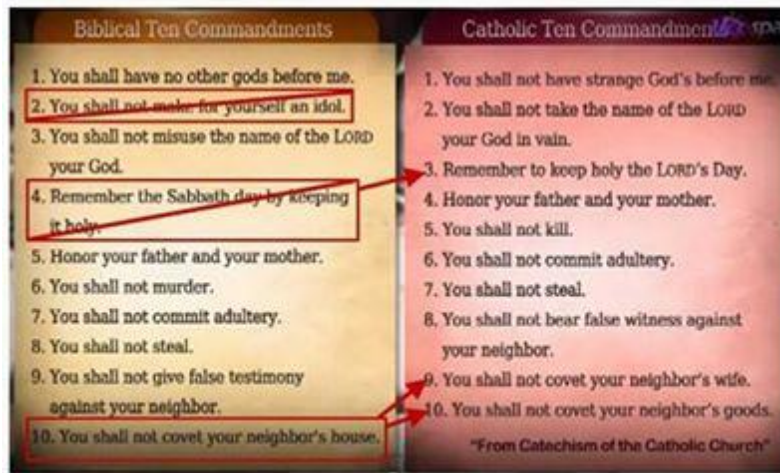 Biblical Ten Commandments
1. You shall have no other gods before me.
2. You shall not make for yourself an idol.
3. You shall not misuse the name of the LORD
your God.
4. Remember the Sabbath day by keeping
it holy.
5. Honor your father and your mother.
6. You shall not murder.
7. You shall not commit adultery.
8. You shall not steal.
9. You shall not give false testimony
against your neighbor.
10. You shall not covet your neighbor's house.
Catholic Ten Commandments
1. You shall not have strange God's before me.
2. You shall not take the name of the LORD
your God in vain.
3. Remember to keep holy the LORD's Day.
4. Honor your father and your mother.
5. You shall not kill.
6. You shall not commit adultery.
7. You shall not steal.
8. You shall not bear false witness against
your neighbor.
9. You shall not covet your neighbor's wife.
10. You shall not covet your neighbor's goods.
"From Catechism of the Catholic Church"